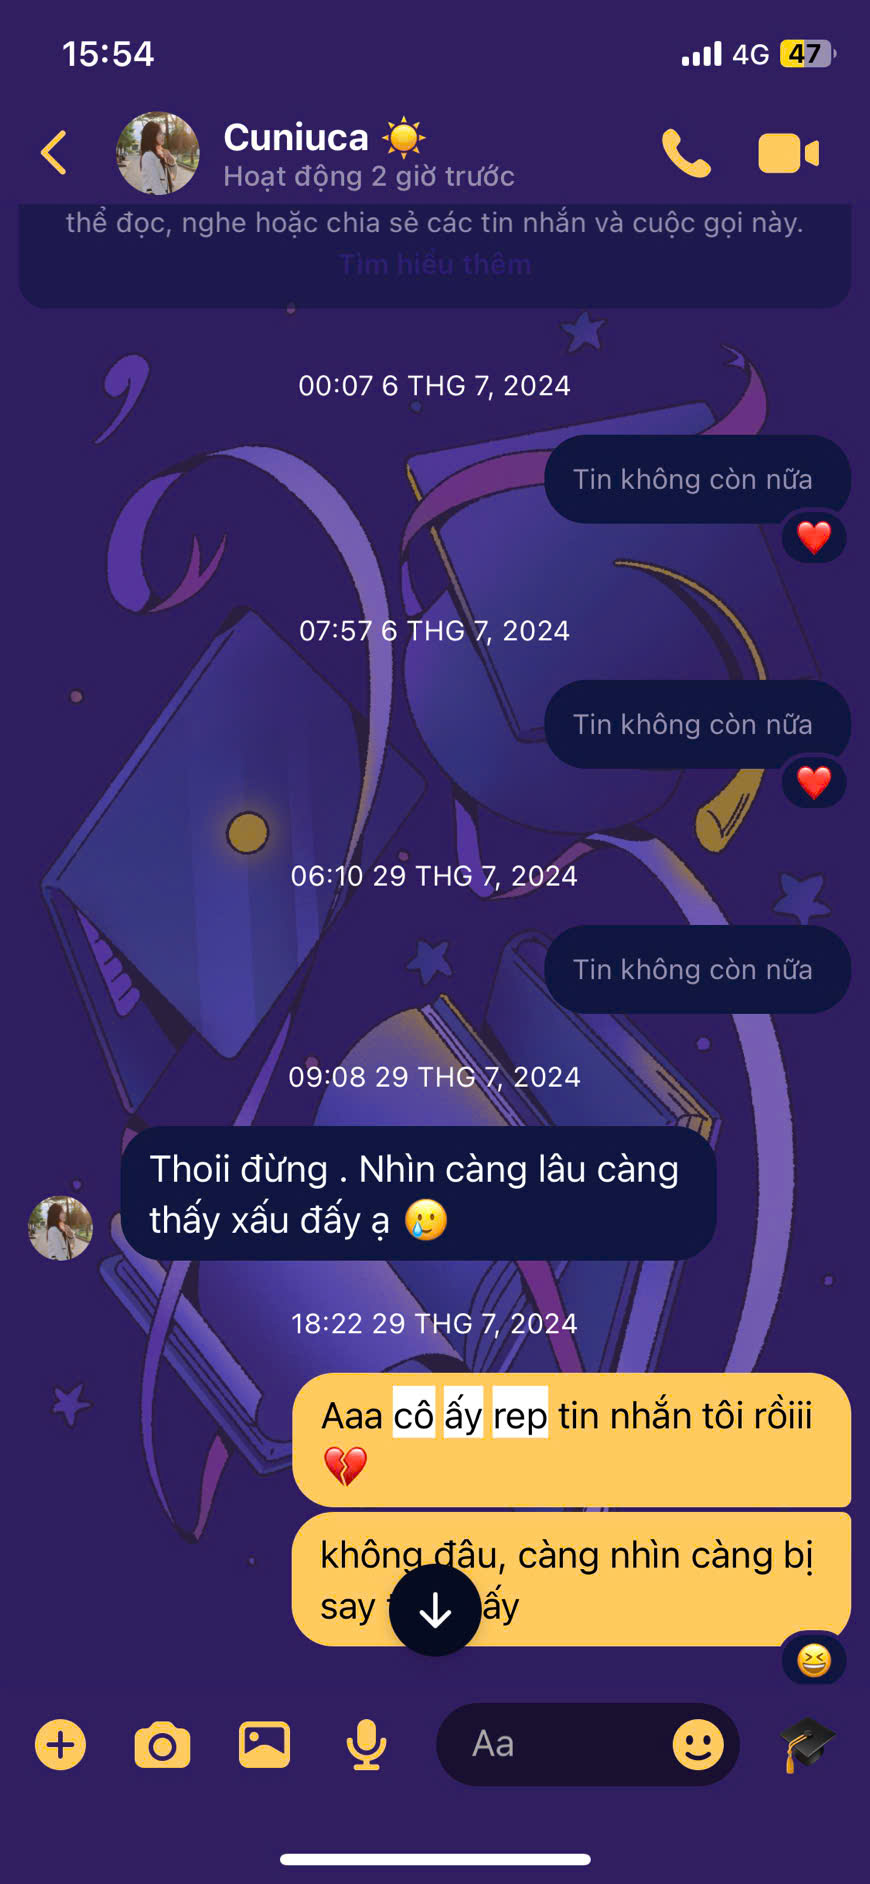 15:54
4G 47
Cuniuca ☀️
Hoạt động 2 giờ trước
thể đọc, nghe hoặc chia sẻ các tin nhắn và cuộc gọi này.
Tìm hiểu thêm
00:07 6 THG 7, 2024
Tin không còn nữa
❤️
07:57 6 THG 7, 2024
Tin không còn nữa
❤️
06:10 29 THG 7, 2024
Tin không còn nữa
09:08 29 THG 7, 2024
Thoii đừng . Nhìn càng lâu càng
thấy xấu đấy ạ 🥲
18:22 29 THG 7, 2024
Aaa cô ấy rep tin nhắn tôi rồiii
💔
không đâu, càng nhìn càng bị
say
😆
Aa